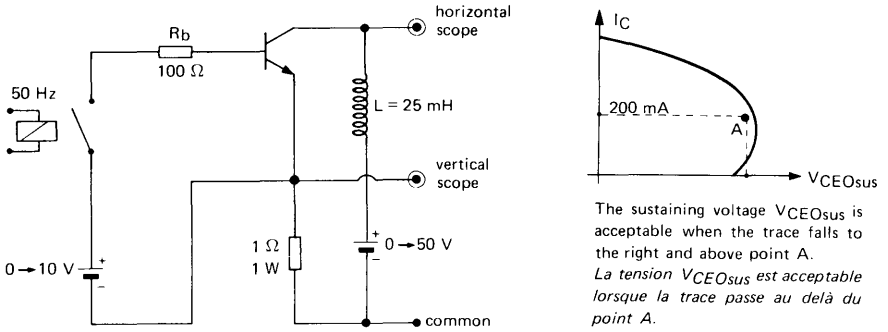 horizontal
scope
Rb
100 Ω
50 Hz
L = 25 mH
vertical
scope
1 Ω
1 W
+
0 → 50 V
−
0 → 10 V
+
−
common
IC
200 mA
A
VCEOsus
The sustaining voltage VCEOsus is
acceptable when the trace falls to
the right and above point A.
La tension VCEOsus est acceptable
lorsque la trace passe au delà du
point A.